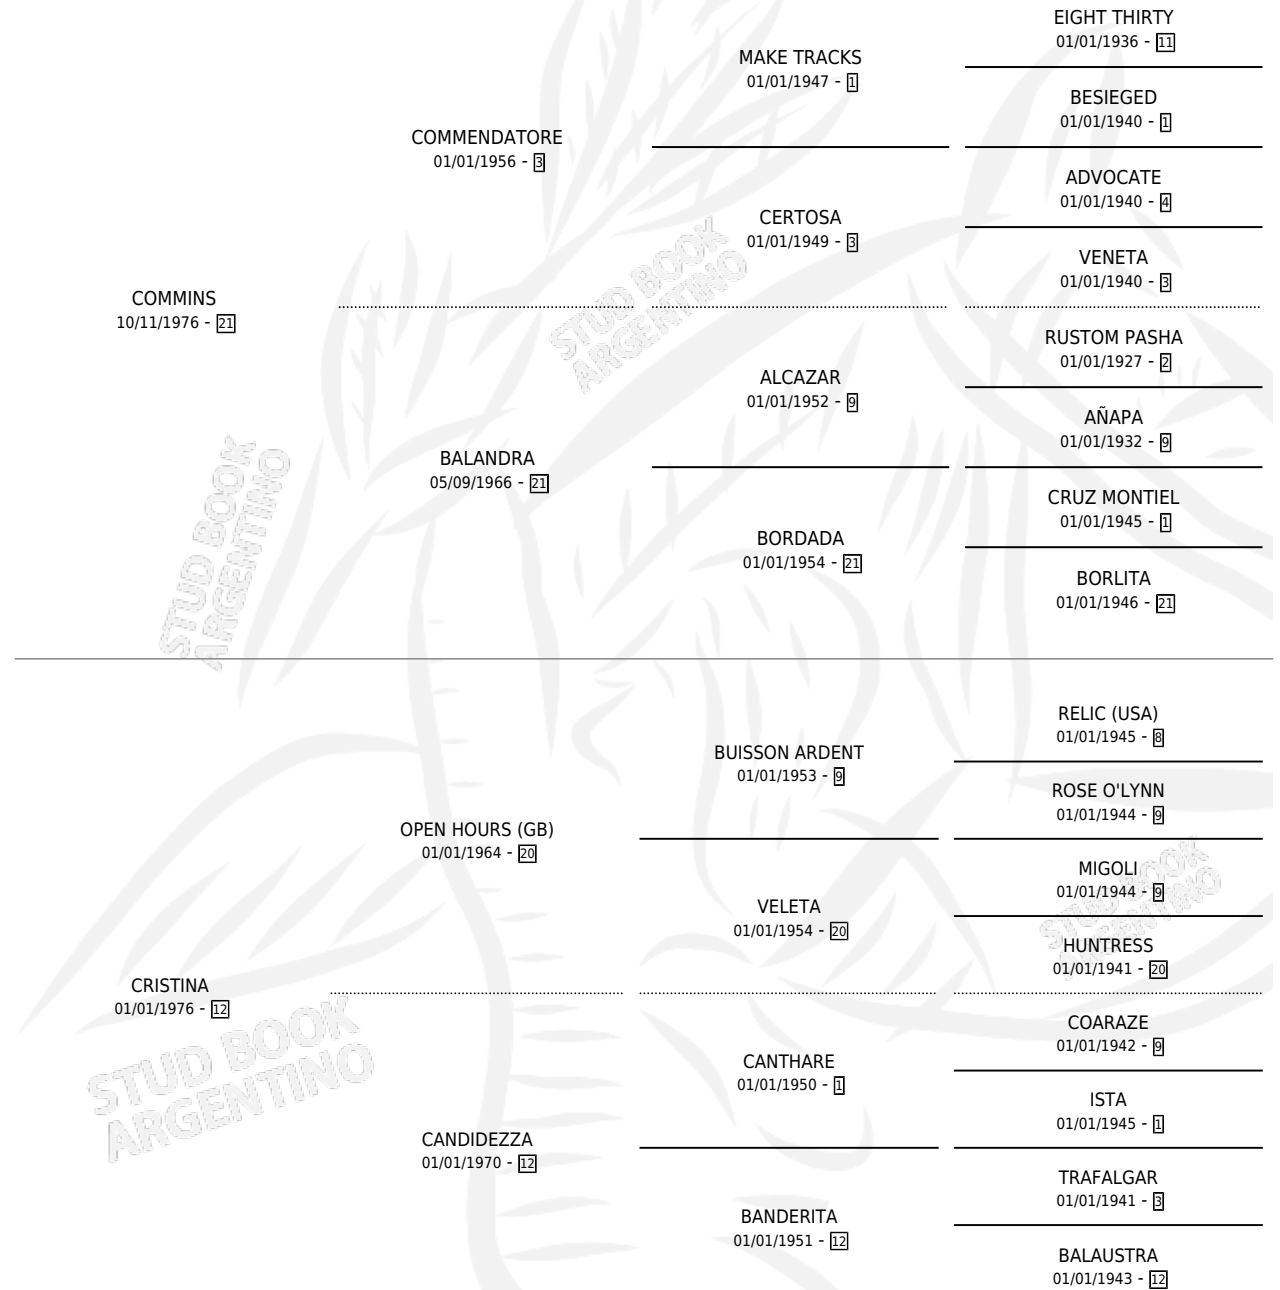 EIGHT THIRTY
01/01/1936 - 11
MAKE TRACKS
01/01/1947 - 1
BESIEGED
01/01/1940 - 1
COMMENDATORE
01/01/1956 - 3
ADVOCATE
01/01/1940 - 4
CERTOSA
01/01/1949 - 3
VENETA
01/01/1940 - 3
COMMINS
10/11/1976 - 21
RUSTOM PASHA
01/01/1927 - 2
ALCAZAR
01/01/1952 - 9
AÑAPA
01/01/1932 - 9
BALANDRA
05/09/1966 - 21
CRUZ MONTIEL
01/01/1945 - 1
BORDADA
01/01/1954 - 21
BORLITA
01/01/1946 - 21
RELIC (USA)
01/01/1945 - 8
BUISSON ARDENT
01/01/1953 - 9
ROSE O'LYNN
01/01/1944 - 9
OPEN HOURS (GB)
01/01/1964 - 20
MIGOLI
01/01/1944 - 9
VELETA
01/01/1954 - 20
HUNTRESS
01/01/1941 - 20
CRISTINA
01/01/1976 - 12
COARAZE
01/01/1942 - 9
CANTHARE
01/01/1950 - 1
ISTA
01/01/1945 - 1
CANDIDEZZA
01/01/1970 - 12
TRAFALGAR
01/01/1941 - 3
BANDERITA
01/01/1951 - 12
BALAUSTRA
01/01/1943 - 12
STUD BOOK
ARGENTINO
STUD BOOK
ARGENTINO
STUD BOOK
ARGENTINO
STUD BOOK
ARGENTINO